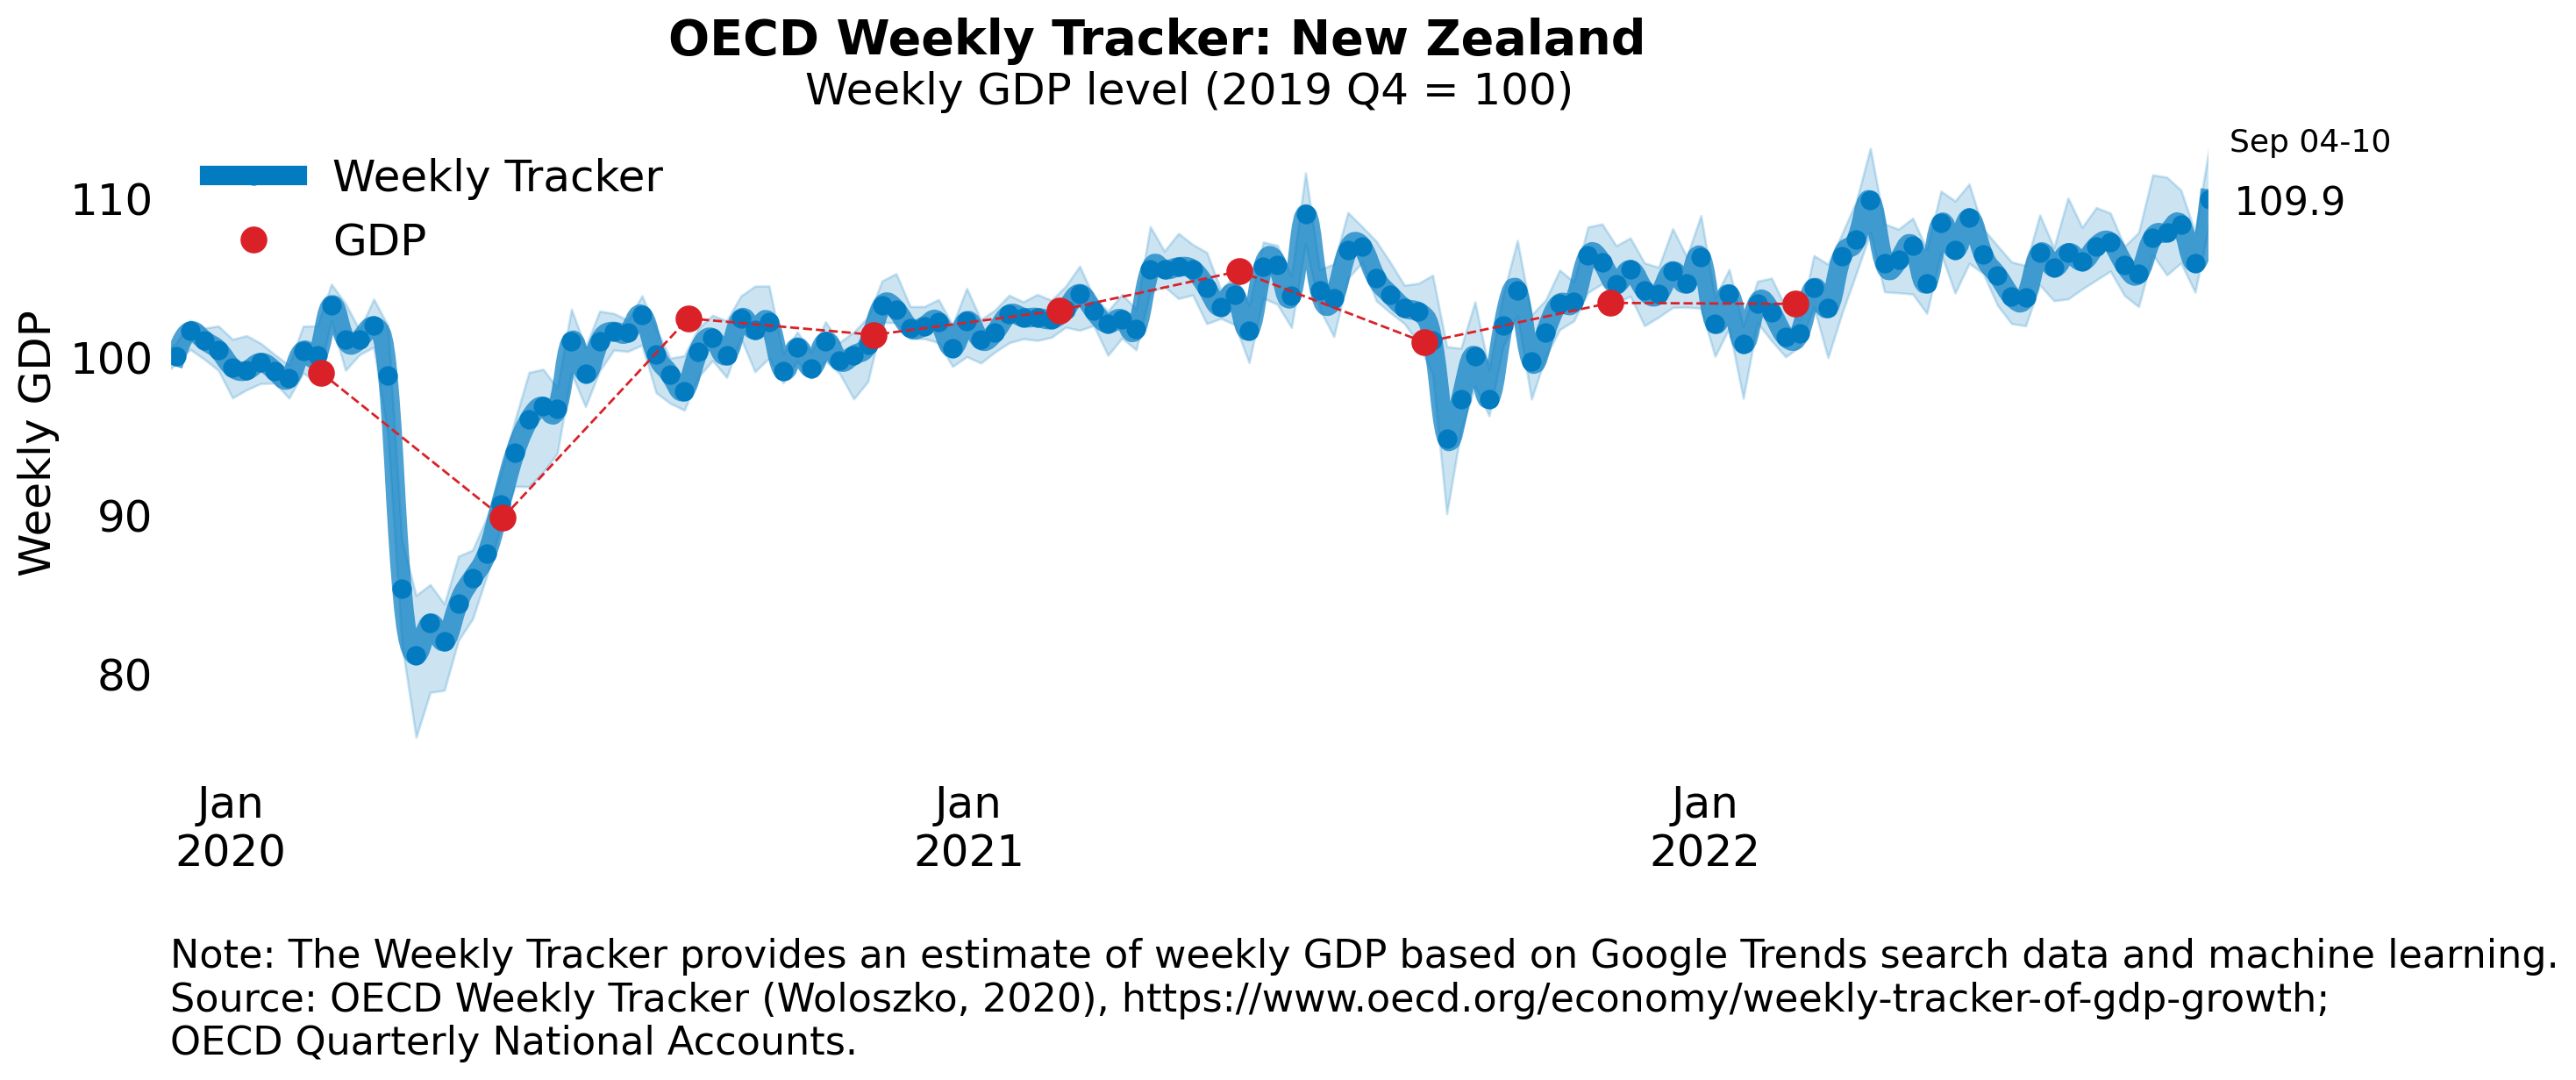 OECD Weekly Tracker: New Zealand
Weekly GDP level (2019 Q4 = 100)
Sep 04-10
109.9
Weekly Tracker
GDP
Weekly GDP
110
100
90
80
Jan
2020
Jan
2021
Jan
2022
Note: The Weekly Tracker provides an estimate of weekly GDP based on Google Trends search data and machine learning.
Source: OECD Weekly Tracker (Woloszko, 2020), https://www.oecd.org/economy/weekly-tracker-of-gdp-growth;
OECD Quarterly National Accounts.